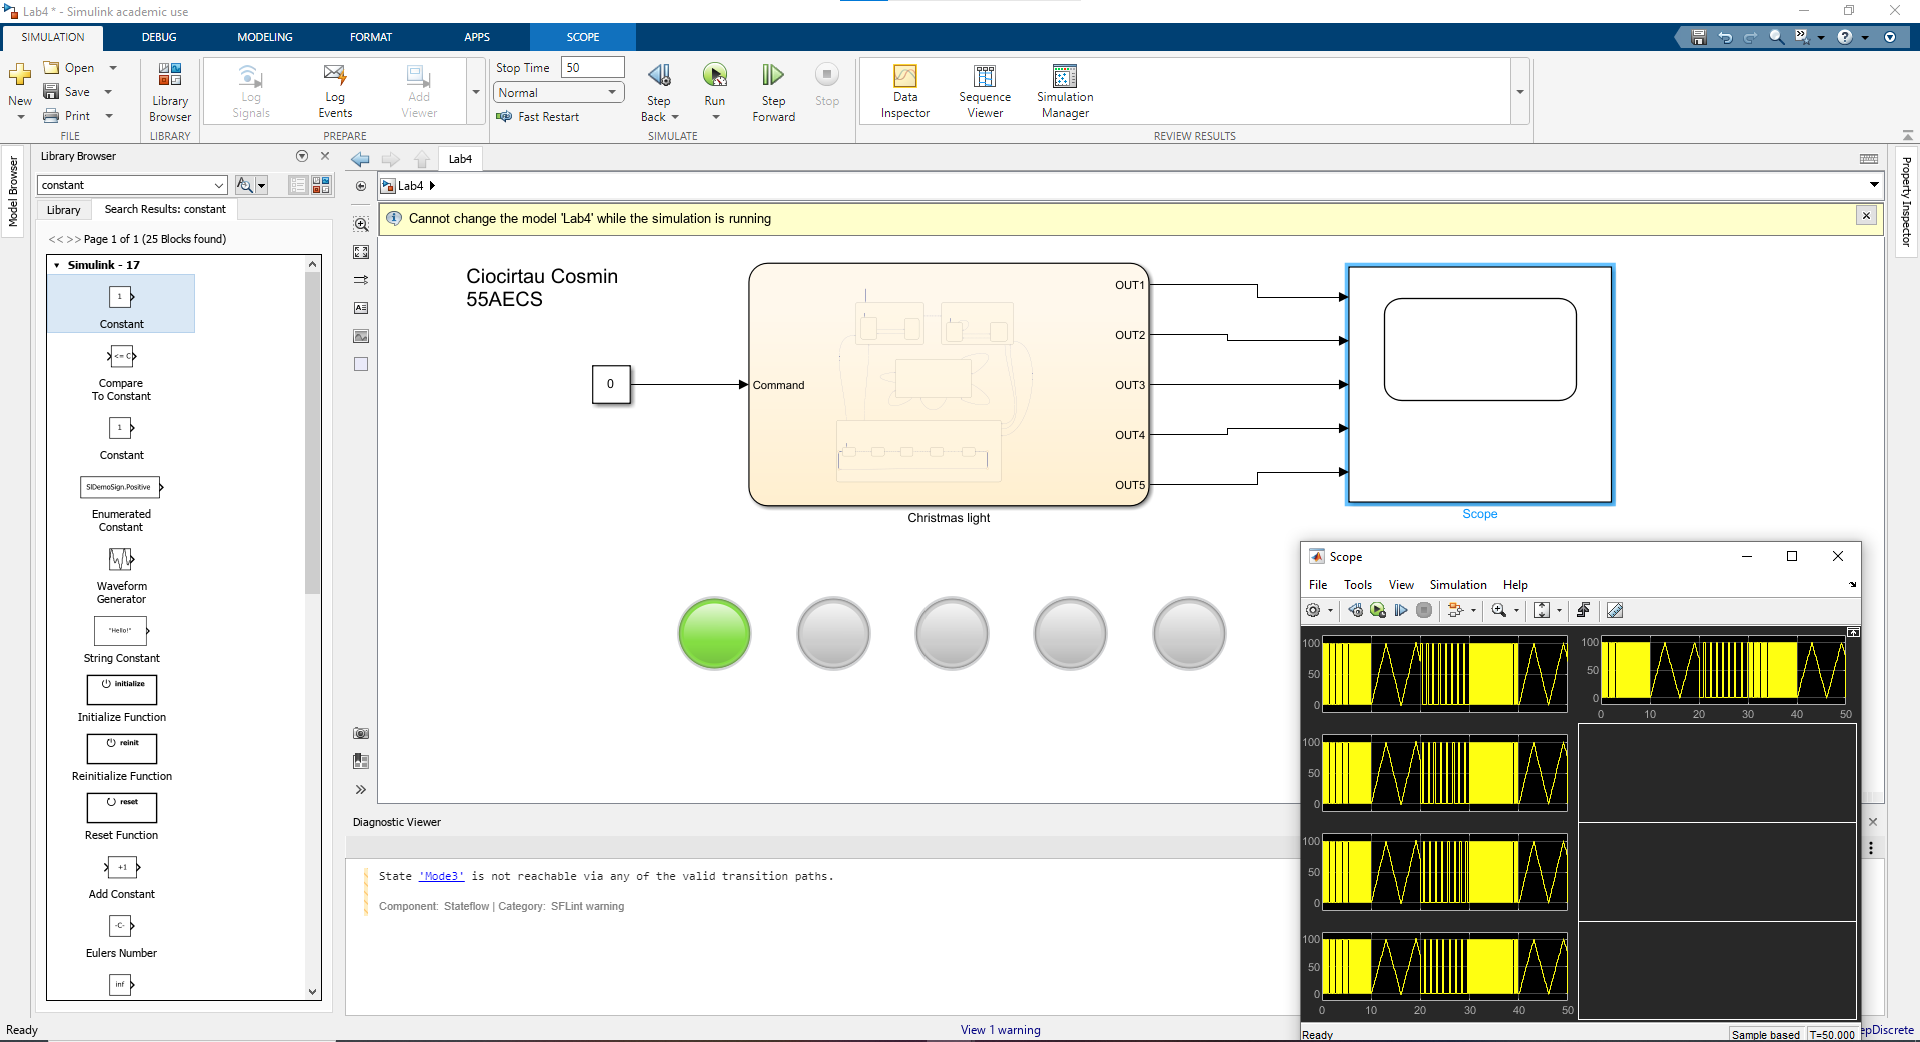 Lab4 * - Simulink academic use
SIMULATION
DEBUG
MODELING
FORMAT
APPS
SCOPE
New
Open
Save
Print
FILE
Library
Browser
LIBRARY
Log
Signals
Log
Events
Add
Viewer
PREPARE
Stop Time 50
Normal
Fast Restart
Step
Back
Run
Step
Forward
Stop
SIMULATE
Data
Inspector
Sequence
Viewer
Simulation
Manager
REVIEW RESULTS
Model Browser
Library Browser
constant
Library
Search Results: constant
<< >> Page 1 of 1 (25 Blocks found)
Simulink - 17
1
Constant
<= C
Compare
To Constant
1
Constant
SlDemoSign.Positive
Enumerated
Constant
Waveform
Generator
"Hello!"
String Constant
initialize
Initialize Function
reinit
Reinitialize Function
reset
Reset Function
+1
Add Constant
-C-
Eulers Number
inf
Lab4
Lab4
Cannot change the model 'Lab4' while the simulation is running
Property Inspector
Ciocirtau Cosmin
55AECS
0
Command
OUT1
OUT2
OUT3
OUT4
OUT5
Christmas light
Scope
Diagnostic Viewer
State 'Mode3' is not reachable via any of the valid transition paths.
Component: Stateflow | Category: SFLint warning
Scope
File Tools View Simulation Help
100
50
0
100
50
0
0 10 20 30 40 50
100
50
0
100
50
0
100
50
0
0 10 20 30 40 50
Ready
Sample based
T=50.000
Ready
View 1 warning
epDiscrete